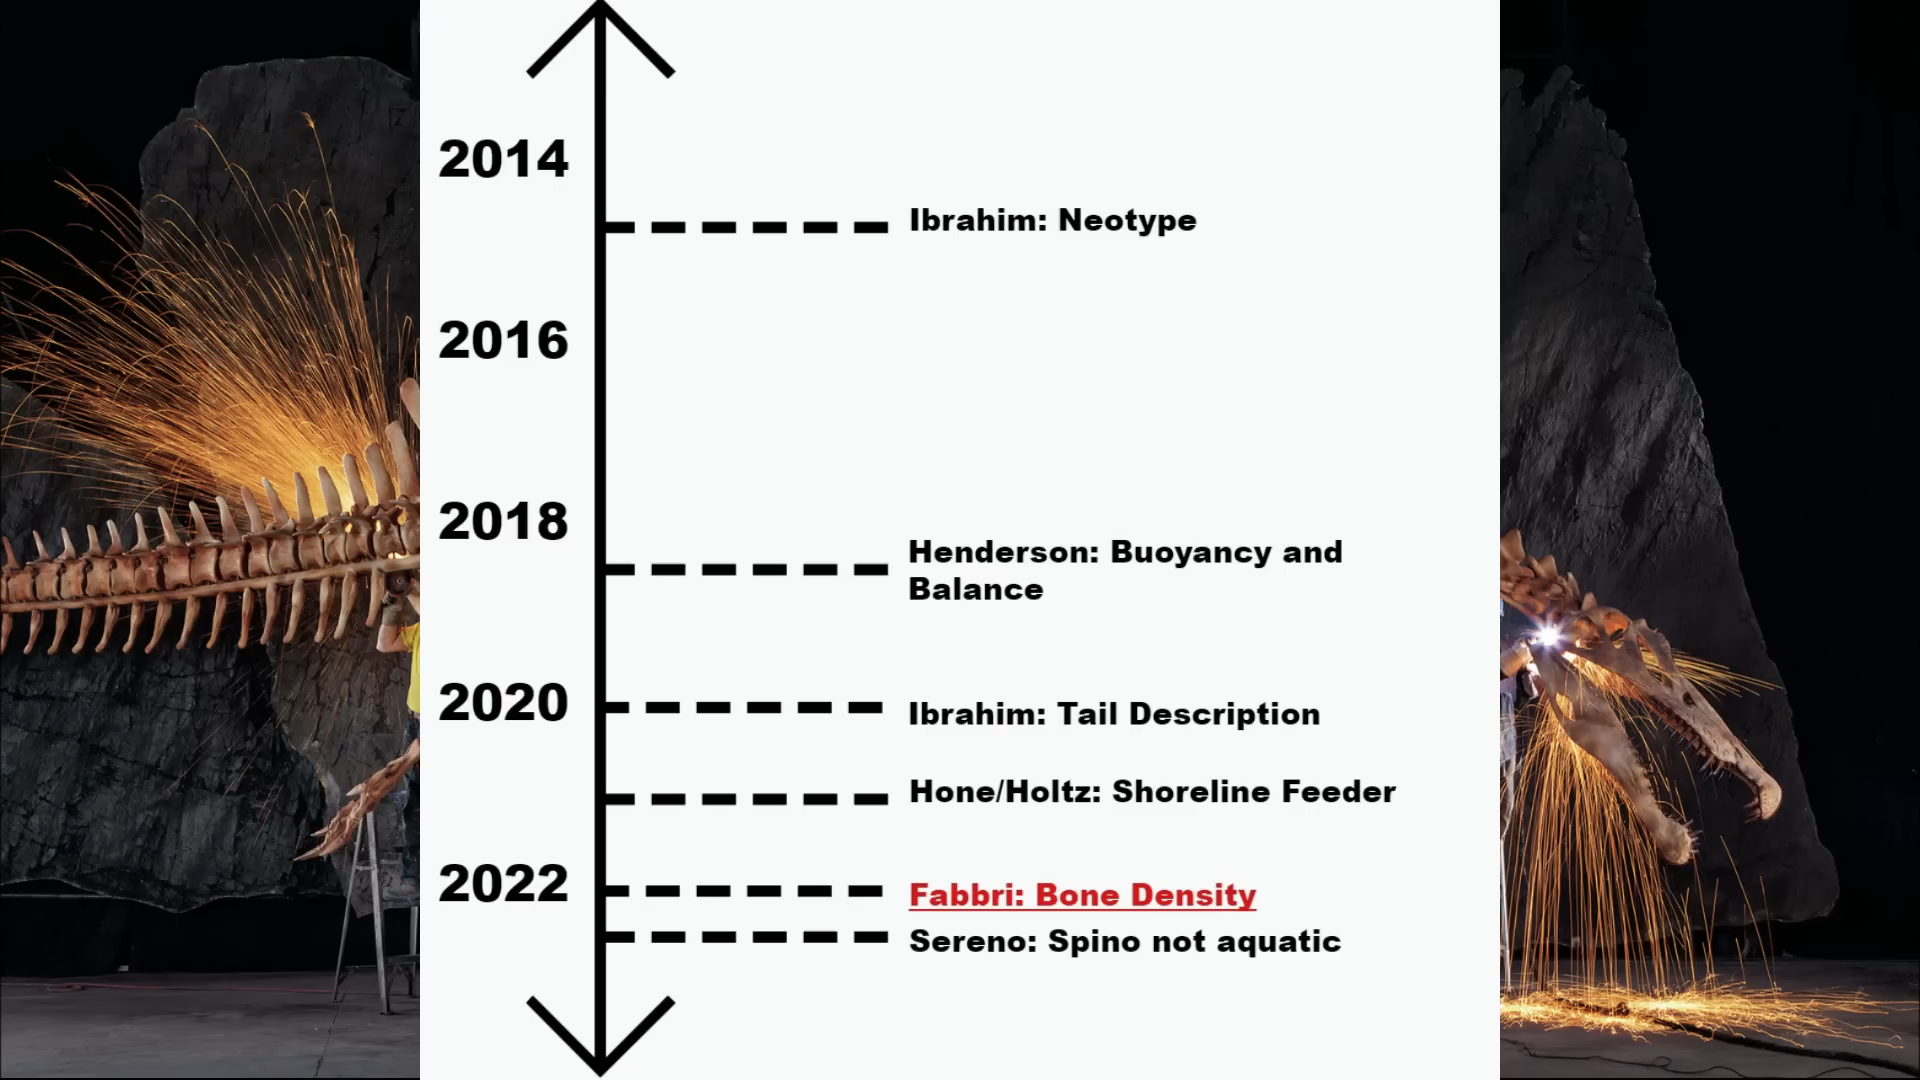 2014
Ibrahim: Neotype
2016
2018
Henderson: Buoyancy and
Balance
2020
Ibrahim: Tail Description
Hone/Holtz: Shoreline Feeder
2022
Fabbri: Bone Density
Sereno: Spino not aquatic